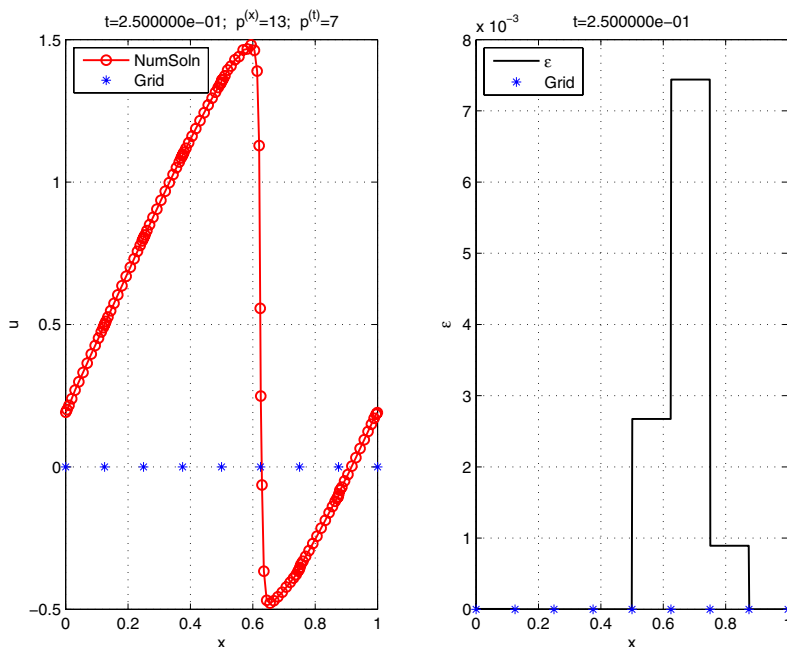 t=2.500000e−01; p(x)=13; p(t)=7
NumSoln
Grid
1.5
1
0.5
0
−0.5
u
0 0.2 0.4 0.6 0.8 1
x
t=2.500000e−01
x 10−3
ε
Grid
8
7
6
5
4
3
2
1
0
ε
0 0.2 0.4 0.6 0.8 1
x